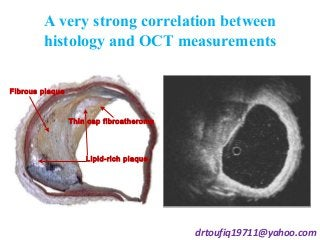 A very strong correlation between
histology and OCT measurements
Fibrous plaque
Thin cap fibroatheroma
Lipid-rich plaque
drtoufiq19711@yahoo.com